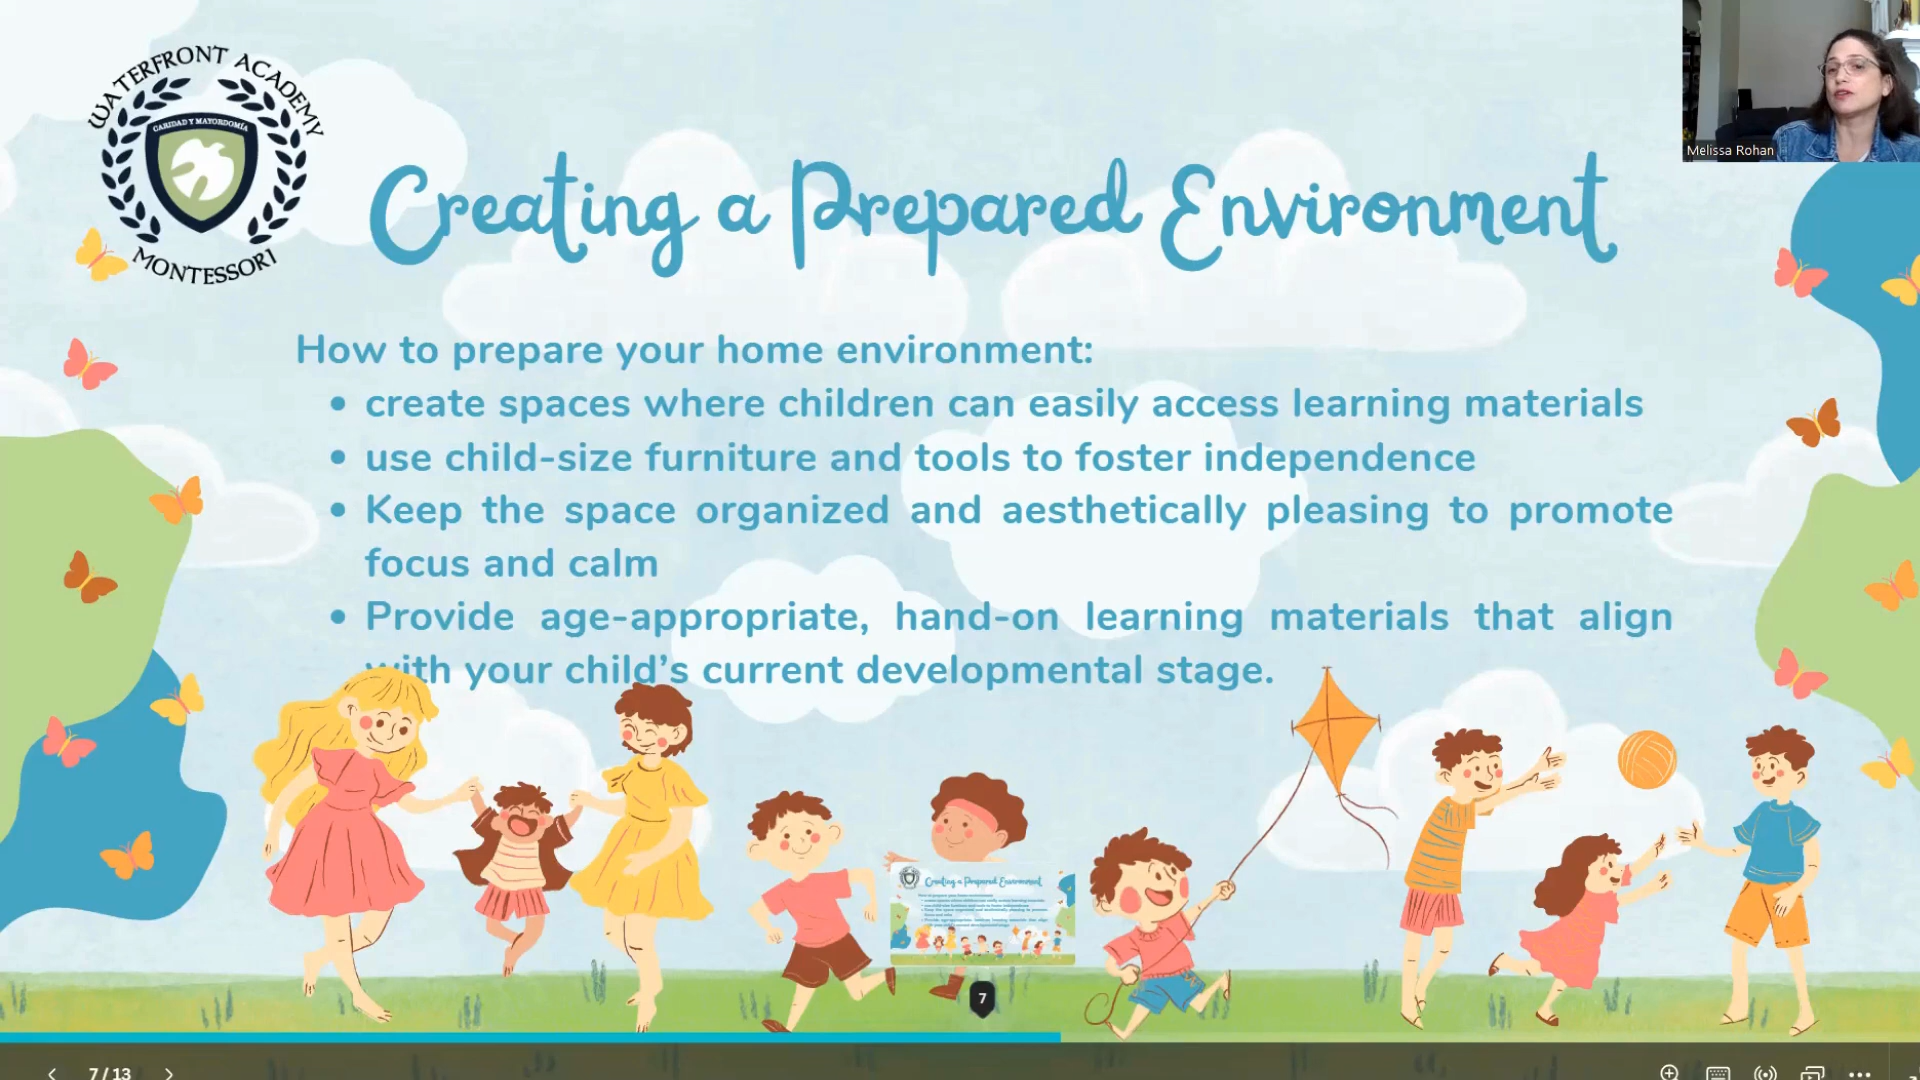 WATERFRONT ACADEMY
CARIDAD Y MAYORDOMÍA
MONTESSORI
Melissa Rohan
Creating a Prepared Environment
How to prepare your home environment:
• create spaces where children can easily access learning materials
• use child-size furniture and tools to foster independence
• Keep the space organized and aesthetically pleasing to promote
focus and calm
• Provide age-appropriate, hand-on learning materials that align
with your child's current developmental stage.
Creating a Prepared Environment
7
7 / 13